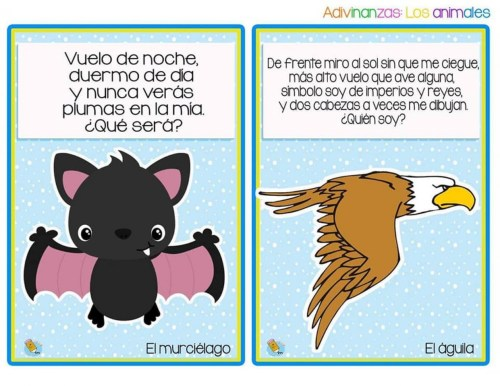 Adivinanzas: Los animales
Vuelo de noche,
duermo de día
y nunca verás
plumas en la mía.
¿Qué será?
El murciélago
De frente miro al sol sin que me ciegue,
más alto vuelo que ave alguna,
símbolo soy de imperios y reyes,
y dos cabezas a veces me dibujan.
¿Quién soy?
El águila